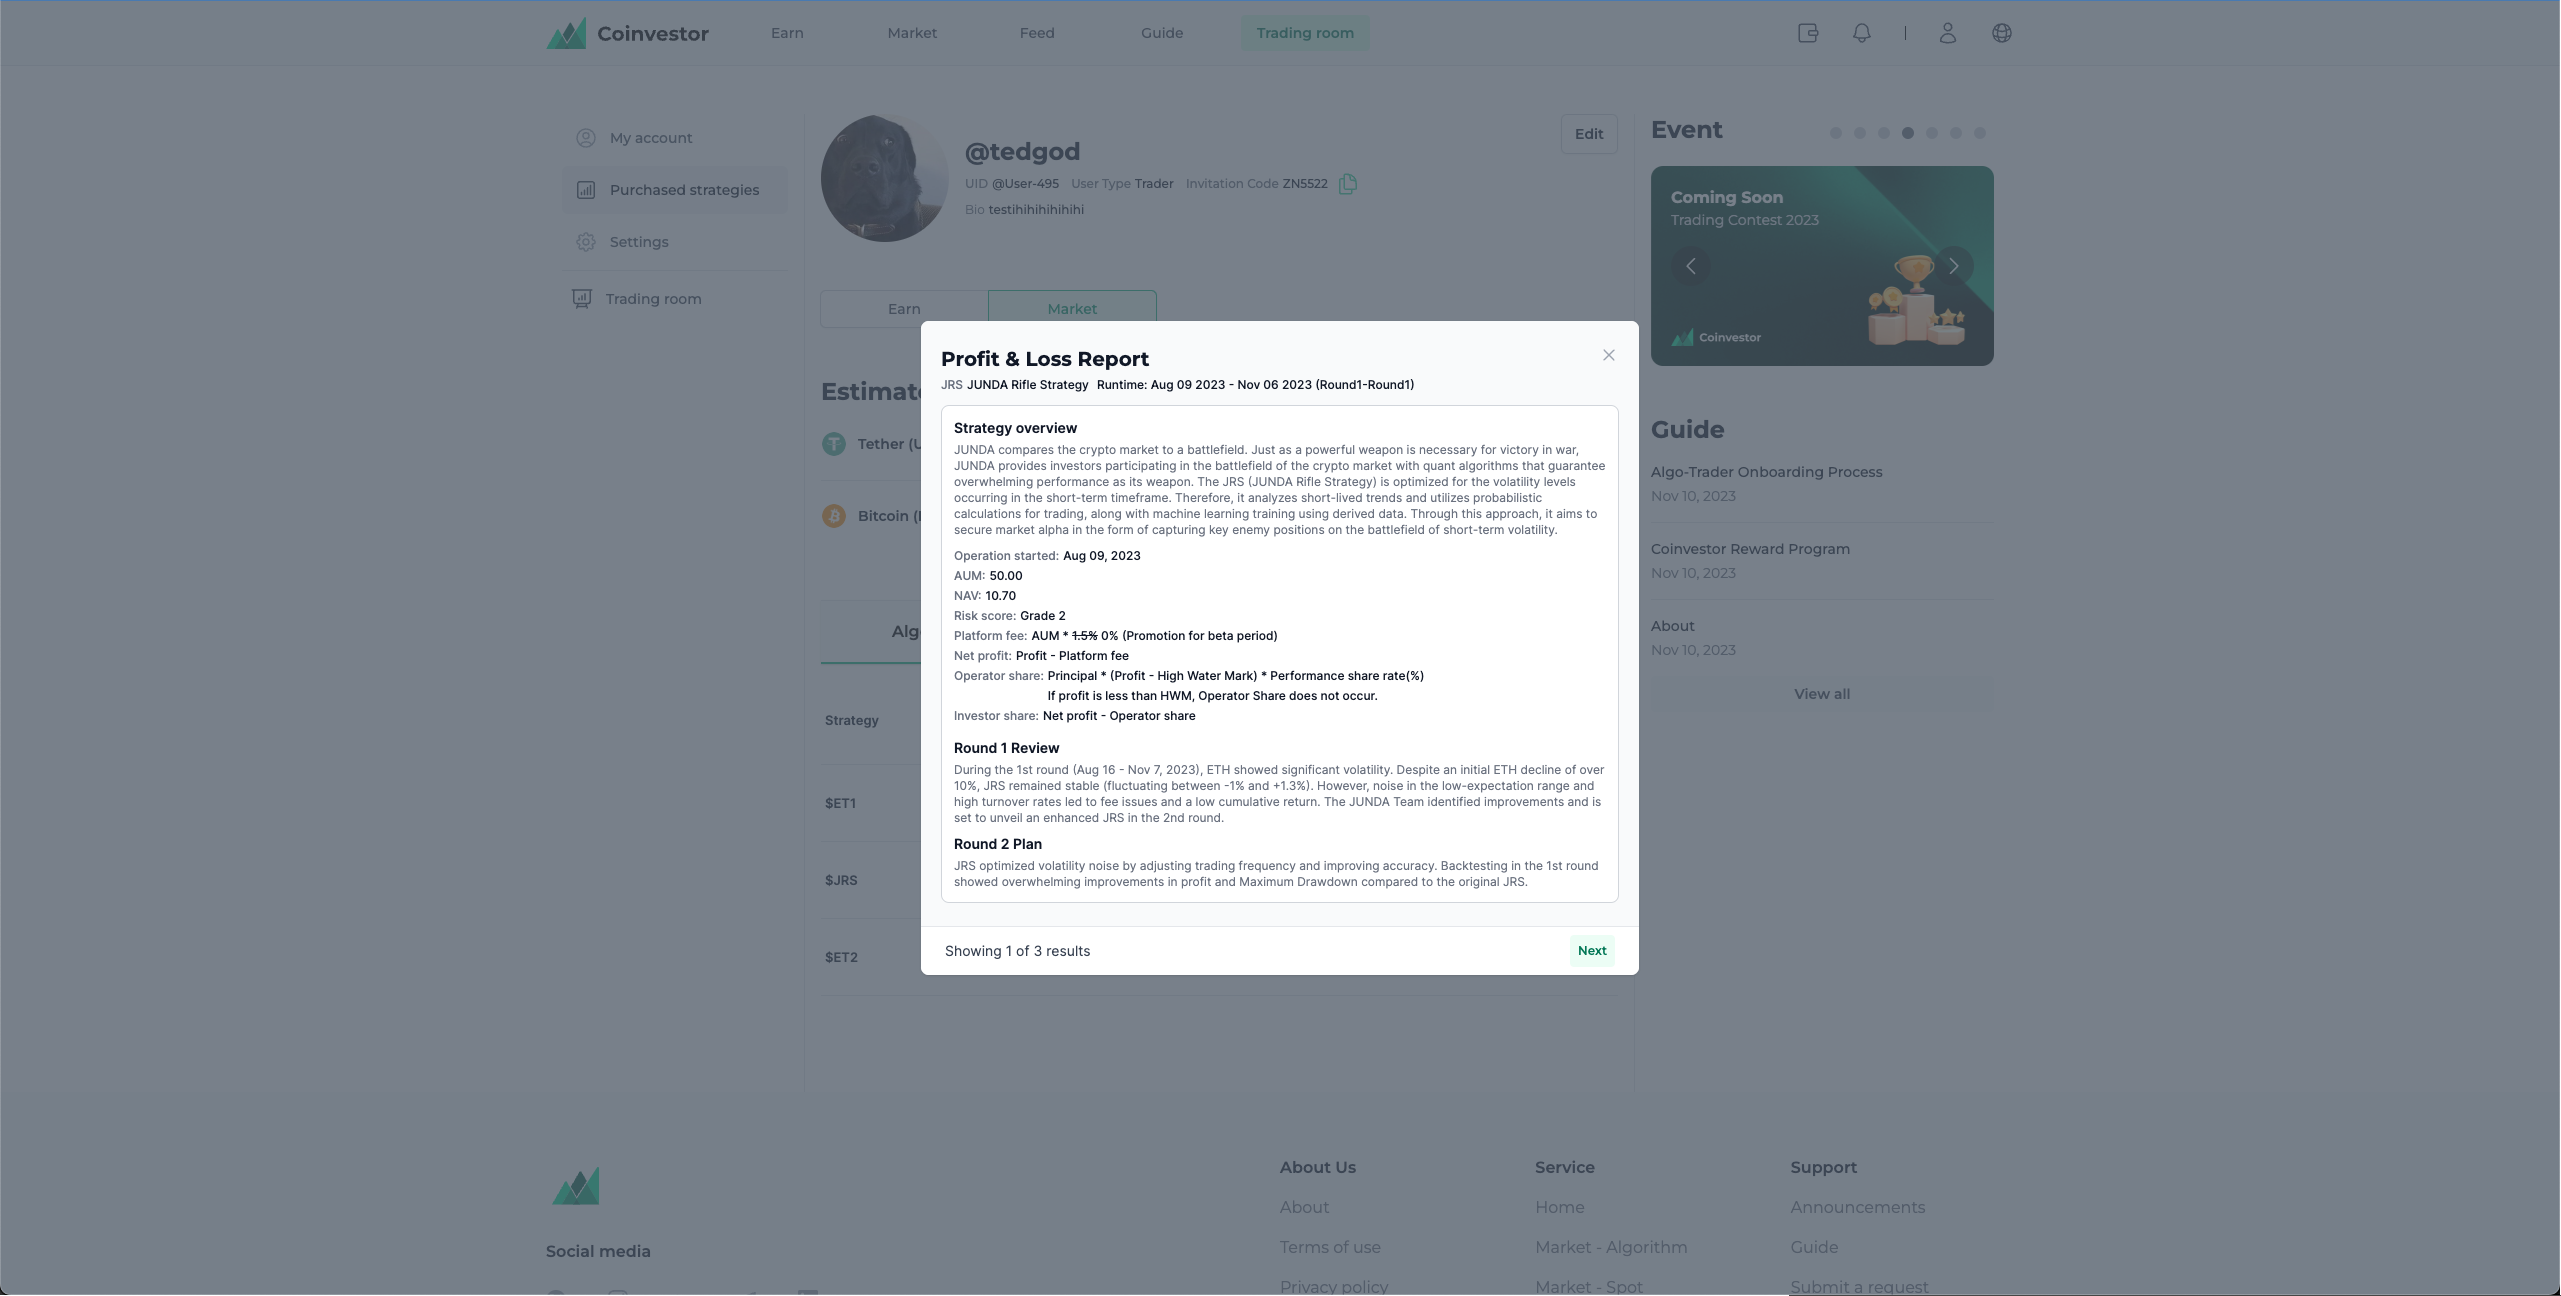 Coinvestor
Earn
Market
Feed
Guide
Trading room
My account
Purchased strategies
Settings
Trading room
@tedgod
UID @User-495 User Type Trader Invitation Code ZN5522
Bio testihihihihihihi
Edit
Earn
Market
Event
Coming Soon
Trading Contest 2023
Coinvestor
Guide
Algo-Trader Onboarding Process
Nov 10, 2023
Coinvestor Reward Program
Nov 10, 2023
About
Nov 10, 2023
View all
Tether
Bitcoin
Strategy
$ET1
$JRS
$ET2
Profit & Loss Report
JRS JUNDA Rifle Strategy Runtime: Aug 09 2023 - Nov 06 2023 (Round1-Round1)
Strategy overview
JUNDA compares the crypto market to a battlefield. Just as a powerful weapon is necessary for victory in war,
JUNDA provides investors participating in the battlefield of the crypto market with quant algorithms that guarantee
overwhelming performance as its weapon. The JRS (JUNDA Rifle Strategy) is optimized for the volatility levels
occurring in the short-term timeframe. Therefore, it analyzes short-lived trends and utilizes probabilistic
calculations for trading, along with machine learning training using derived data. Through this approach, it aims to
secure market alpha in the form of capturing key enemy positions on the battlefield of short-term volatility.
Operation started: Aug 09, 2023
AUM: 50.00
NAV: 10.70
Risk score: Grade 2
Platform fee: AUM * 1.5% 0% (Promotion for beta period)
Net profit: Profit - Platform fee
Operator share: Principal * (Profit - High Water Mark) * Performance share rate(%)
If profit is less than HWM, Operator Share does not occur.
Investor share: Net profit - Operator share
Round 1 Review
During the 1st round (Aug 16 - Nov 7, 2023), ETH showed significant volatility. Despite an initial ETH decline of over
10%, JRS remained stable (fluctuating between -1% and +1.3%). However, noise in the low-expectation range and
high turnover rates led to fee issues and a low cumulative return. The JUNDA Team identified improvements and is
set to unveil an enhanced JRS in the 2nd round.
Round 2 Plan
JRS optimized volatility noise by adjusting trading frequency and improving accuracy. Backtesting in the 1st round
showed overwhelming improvements in profit and Maximum Drawdown compared to the original JRS.
Showing 1 of 3 results
Next
Social media
About Us
About
Terms of use
Privacy policy
Service
Home
Market - Algorithm
Market - Spot
Support
Announcements
Guide
Submit a request